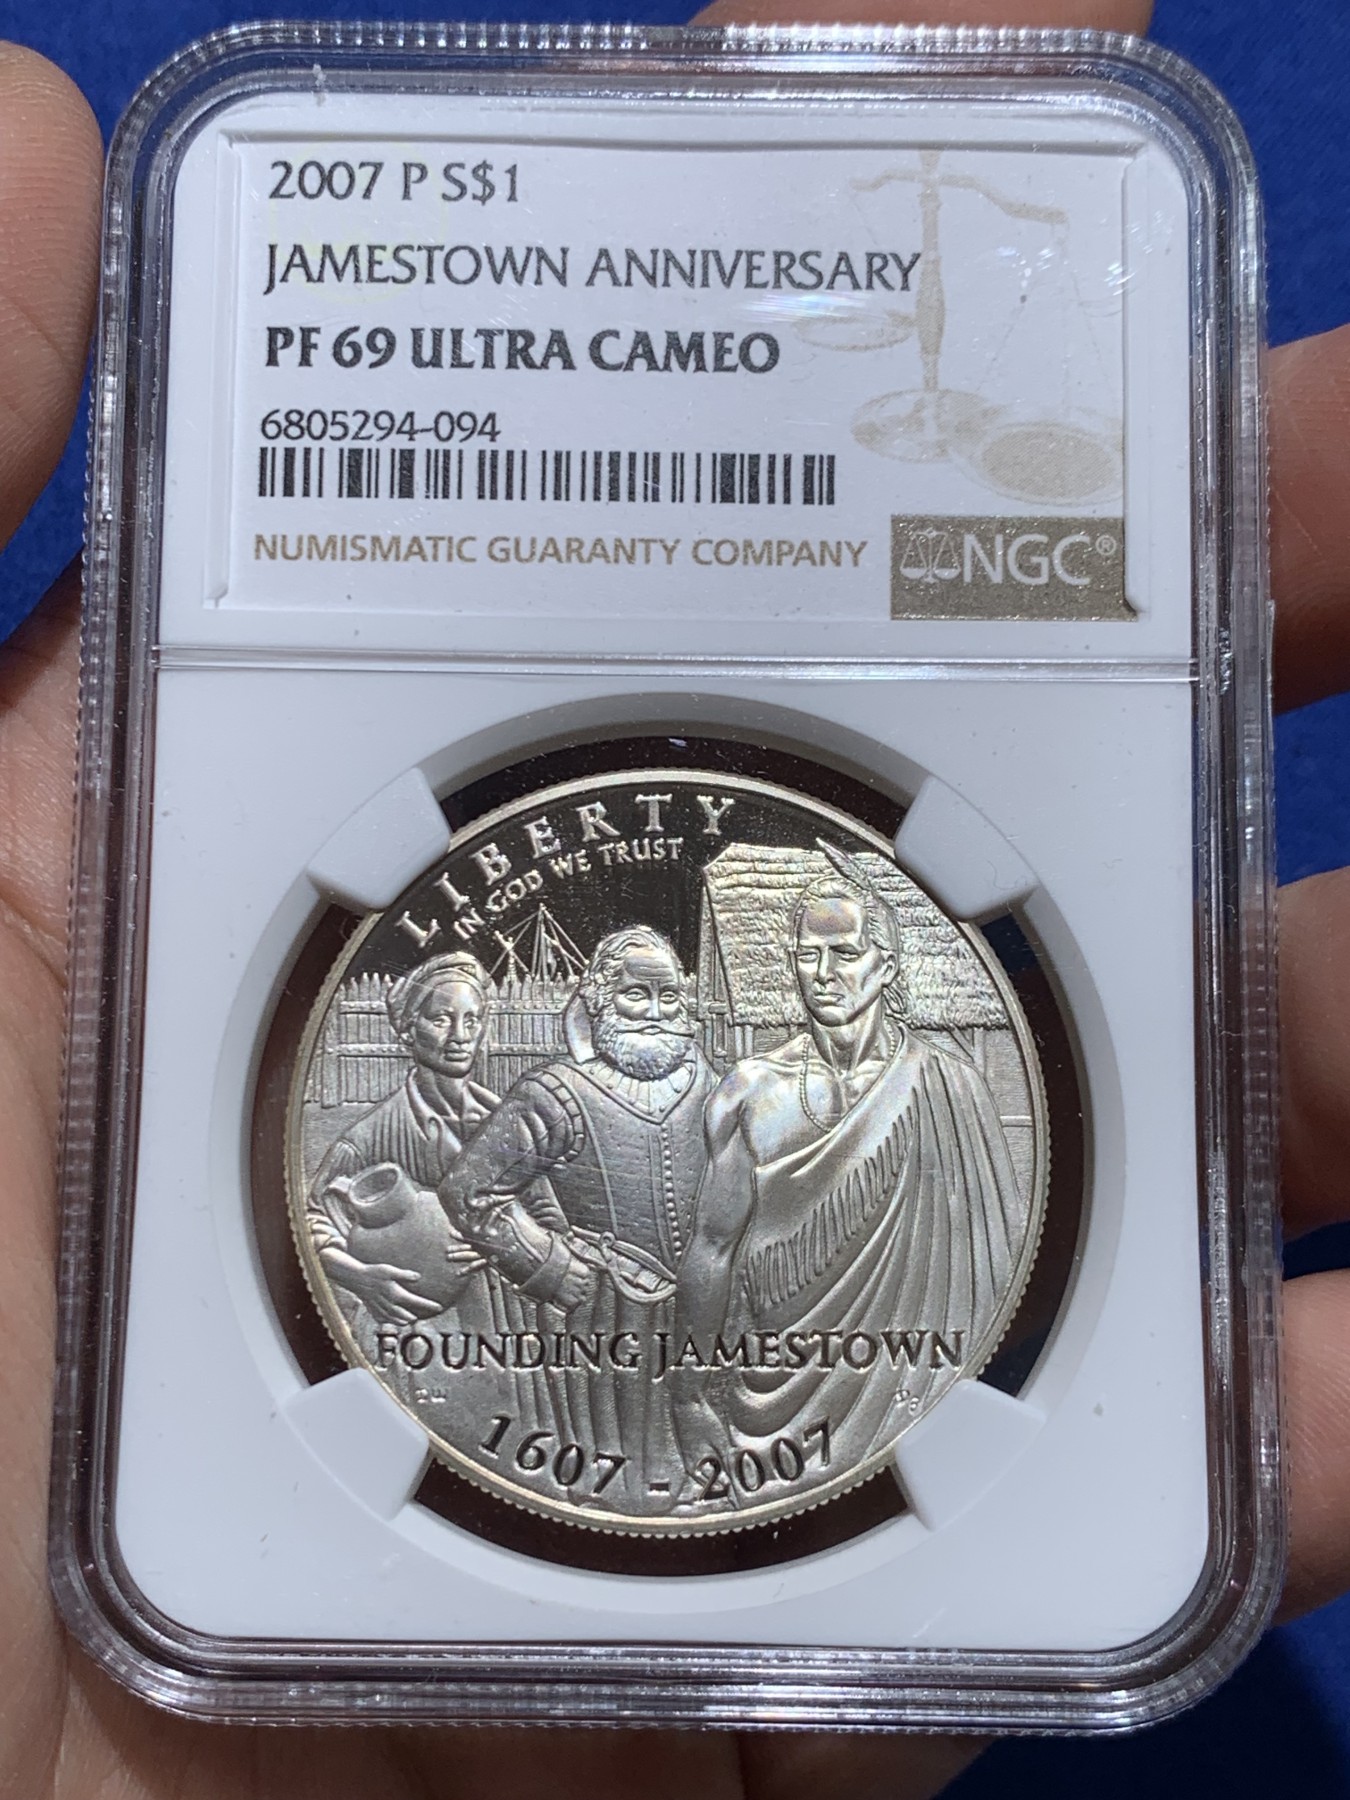 2007 P S$1
JAMESTOWN ANNIVERSARY
PF 69 ULTRA CAMEO
6805294-094
NUMISMATIC GUARANTY COMPANY
NGC®
LIBERTY
IN GOD WE TRUST
FOUNDING JAMESTOWN
1607 - 2007